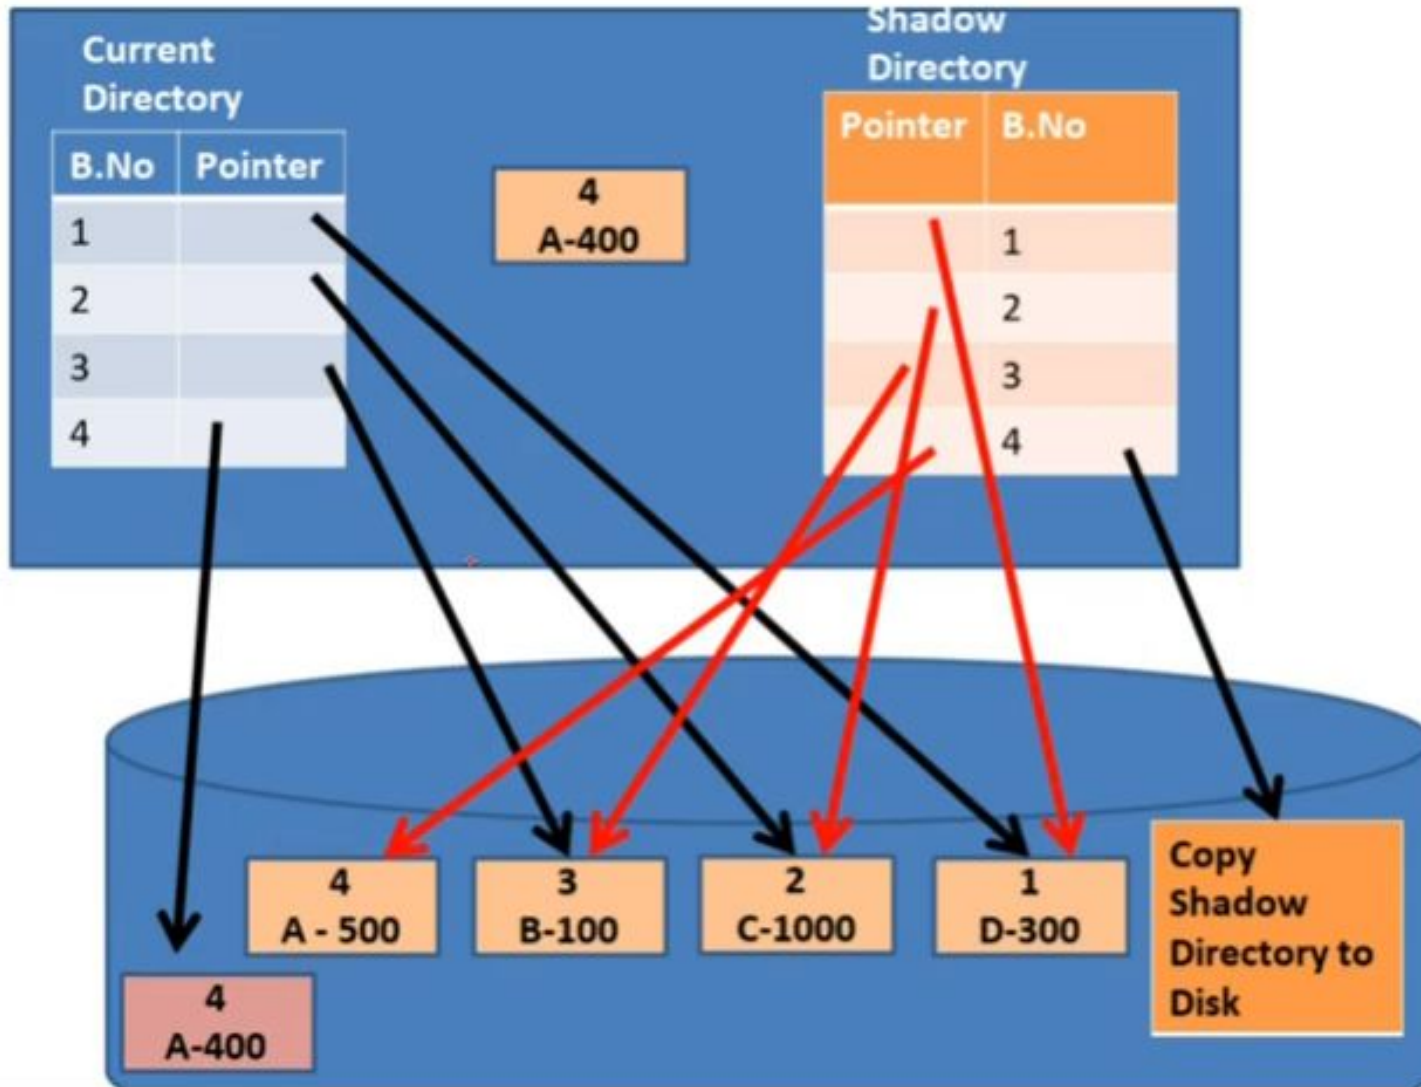 Current
Directory
B.No Pointer
1
2
3
4
4
A-400
Shadow
Directory
Pointer B.No
1
2
3
4
4
A - 500
3
B-100
2
C-1000
1
D-300
Copy
Shadow
Directory to
Disk
4
A-400